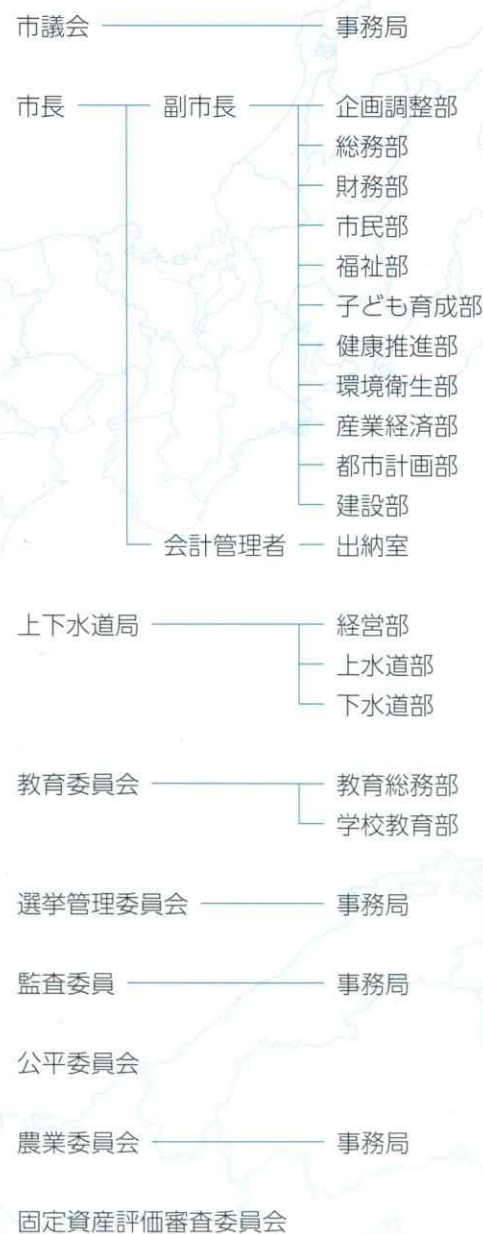 市議会 事務局
市長 副市長 企画調整部
総務部
財務部
市民部
福祉部
子ども育成部
健康推進部
環境衛生部
産業経済部
都市計画部
建設部
会計管理者 出納室
上下水道局 経営部
上水道部
下水道部
教育委員会 教育総務部
学校教育部
選挙管理委員会 事務局
監査委員 事務局
公平委員会
農業委員会 事務局
固定資産評価審査委員会